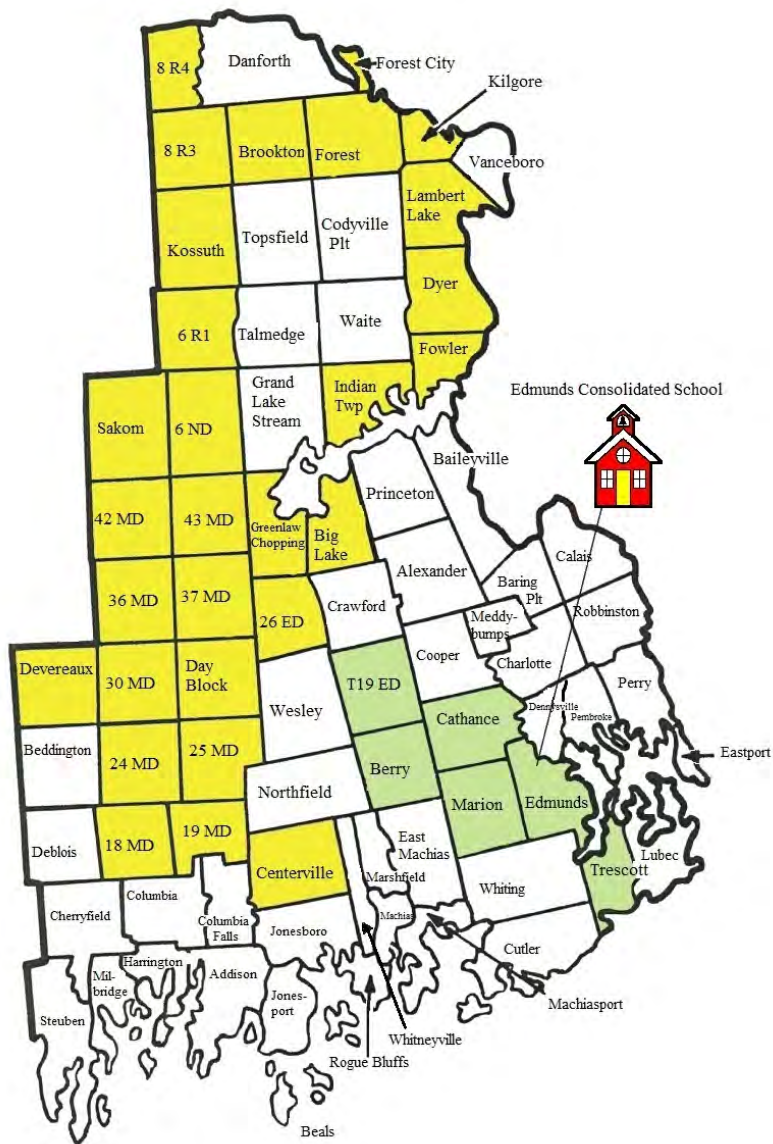 8 R4
Danforth
Forest City
Kilgore
8 R3
Brookton
Forest
Vanceboro
Lambert
Lake
Kossuth
Topsfield
Codyville
Plt
Dyer
6 R1
Talmedge
Waite
Fowler
Grand
Lake
Stream
Indian
Twp
Edmunds Consolidated School
Sakom
6 ND
Baileyville
Princeton
42 MD
43 MD
Greenlaw
Chopping
Big
Lake
Alexander
Calais
Baring
Plt
36 MD
37 MD
26 ED
Crawford
Meddy-
bumps
Robbinston
Cooper
Charlotte
Devereaux
30 MD
Day
Block
Wesley
T19 ED
Perry
Dennysville
Pembroke
Cathance
Beddington
24 MD
25 MD
Berry
Eastport
Northfield
Marion
Edmunds
Deblois
18 MD
19 MD
Centerville
East
Machias
Marshfield
Trescott
Lubec
Whiting
Cherryfield
Columbia
Columbia
Falls
Jonesboro
Machias
Cutler
Harrington
Mil-
bridge
Addison
Jones-
port
Steuben
Machiasport
Whitneyville
Rogue Bluffs
Beals